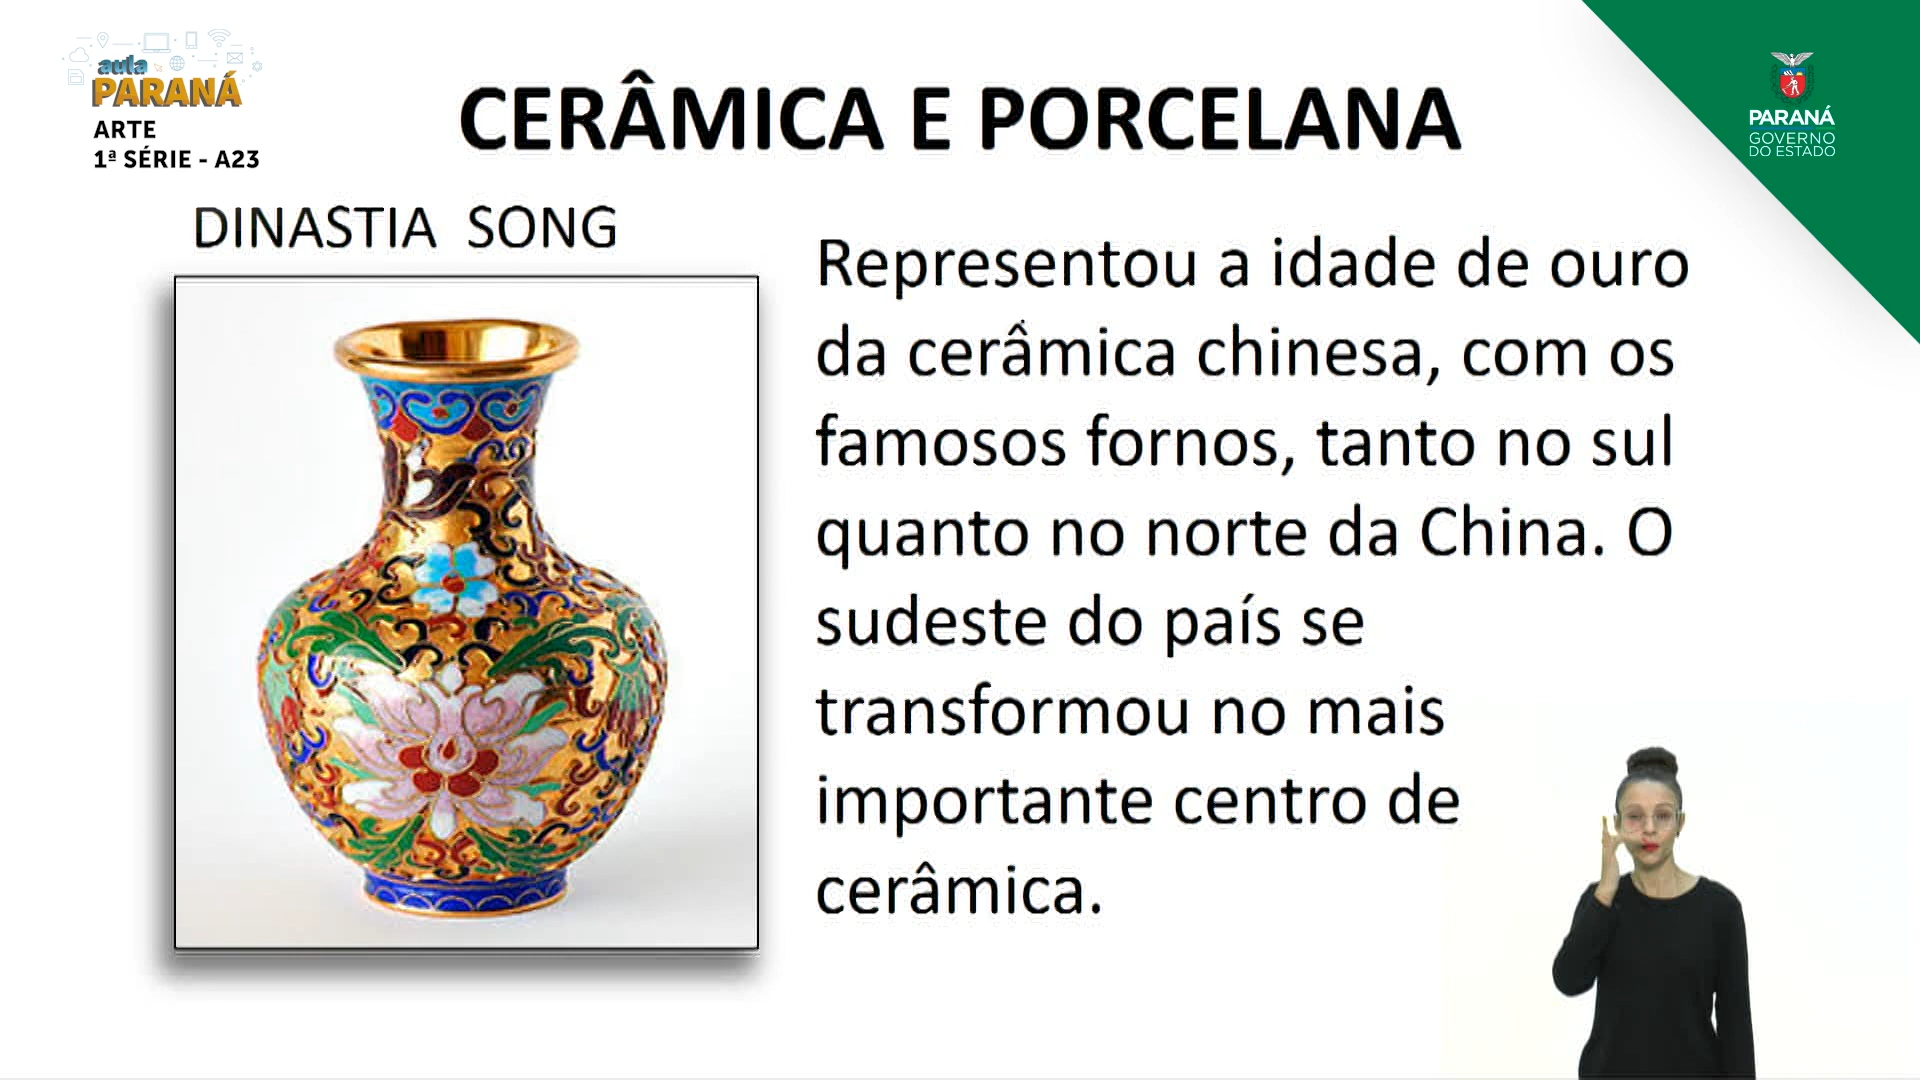 aula
PARANÁ
ARTE
1ª SÉRIE - A23
CERÂMICA E PORCELANA
PARANÁ
GOVERNO
DO ESTADO
DINASTIA SONG
Representou a idade de ouro
da cerâmica chinesa, com os
famosos fornos, tanto no sul
quanto no norte da China. O
sudeste do país se
transformou no mais
importante centro de
cerâmica.